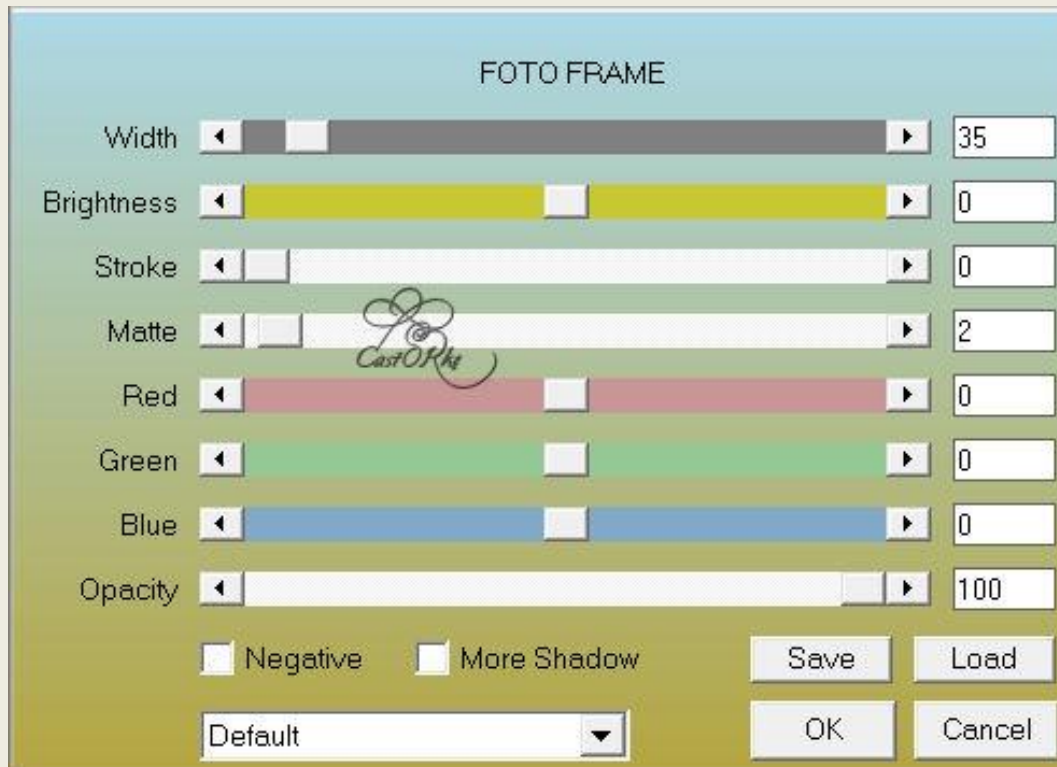 FOTO FRAME
Width 35
Brightness 0
Stroke 0
Matte 2
CastORke
Red 0
Green 0
Blue 0
Opacity 100
Negative More Shadow Save Load
Default OK Cancel